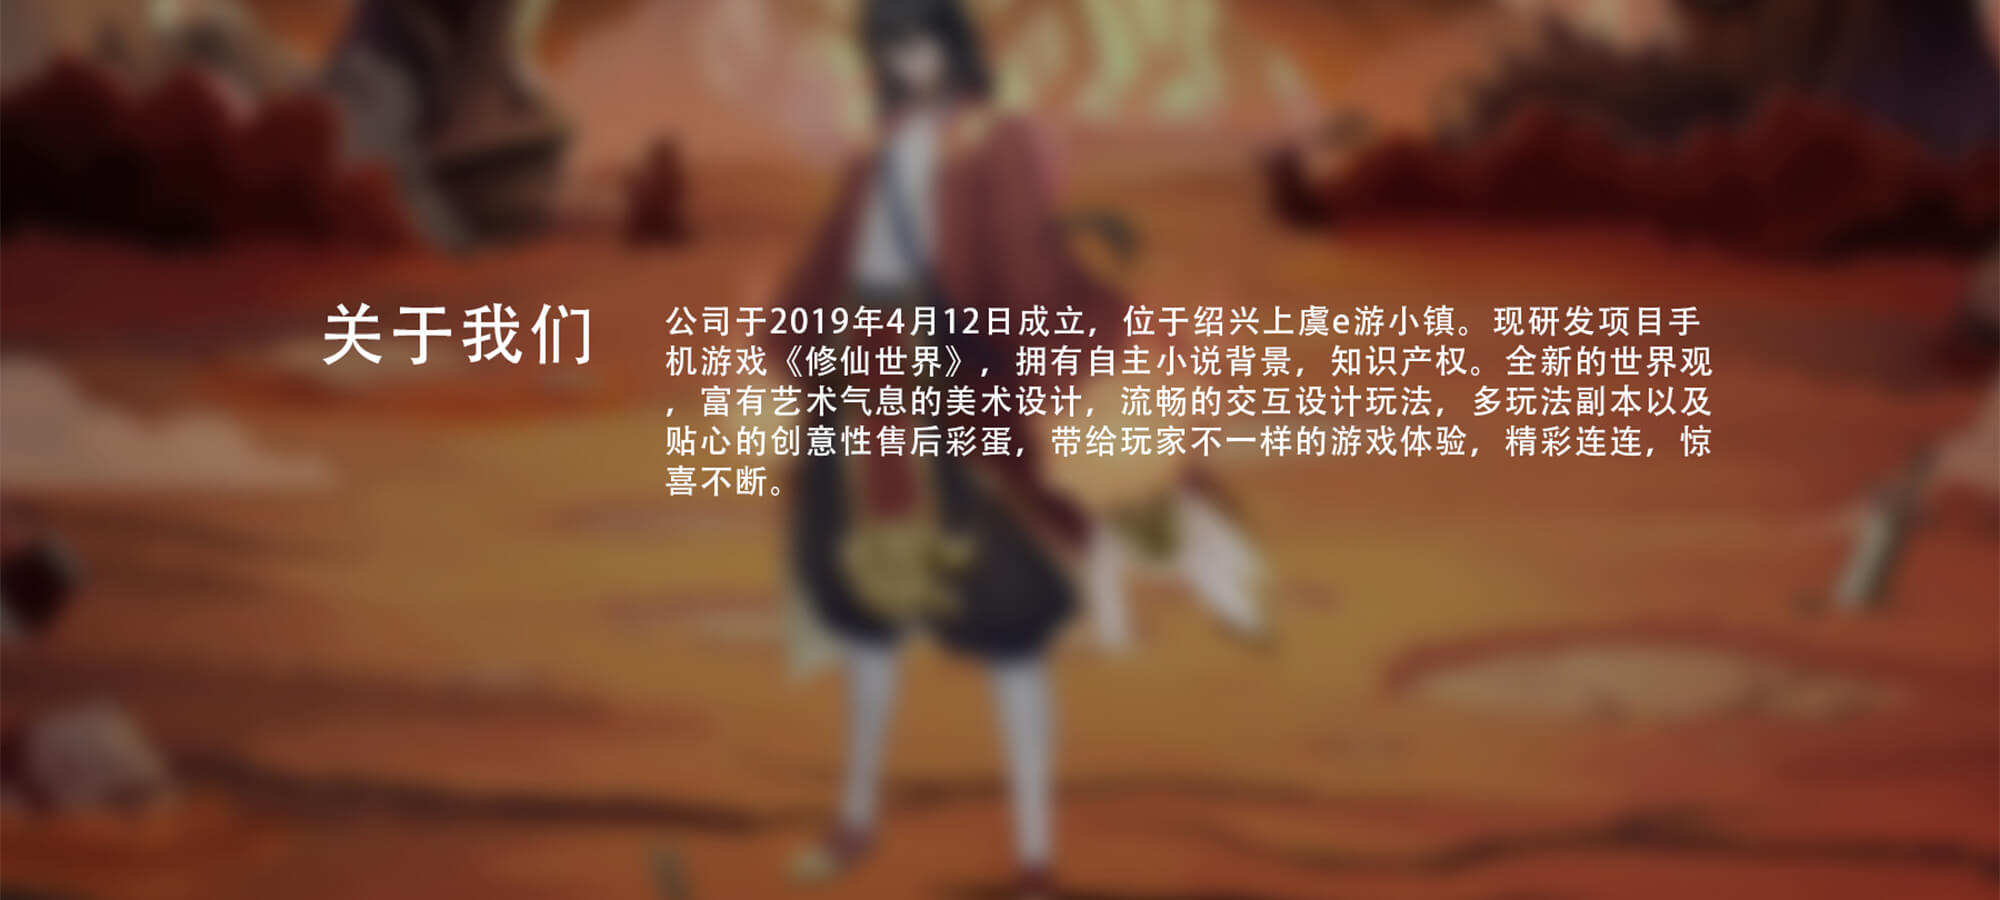 关于我们
公司于2019年4月12日成立，位于绍兴上虞e游小镇。现研发项目手
机游戏《修仙世界》，拥有自主小说背景，知识产权。全新的世界观
，富有艺术气息的美术设计，流畅的交互设计玩法，多玩法副本以及
贴心的创意性售后彩蛋，带给玩家不一样的游戏体验，精彩连连，惊
喜不断。